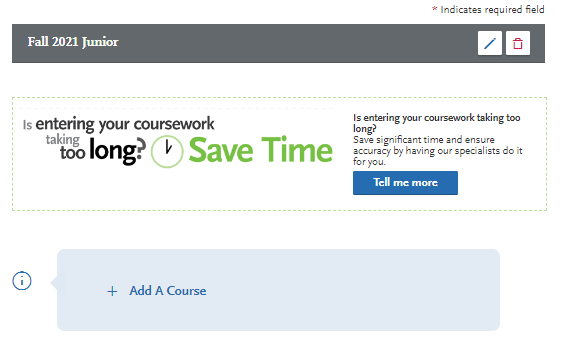 * Indicates required field
Fall 2021 Junior
Is entering your coursework
taking
too long?
Save Time
Is entering your coursework taking too
long?
Save significant time and ensure
accuracy by having our specialists do it
for you.
Tell me more
i
+ Add A Course